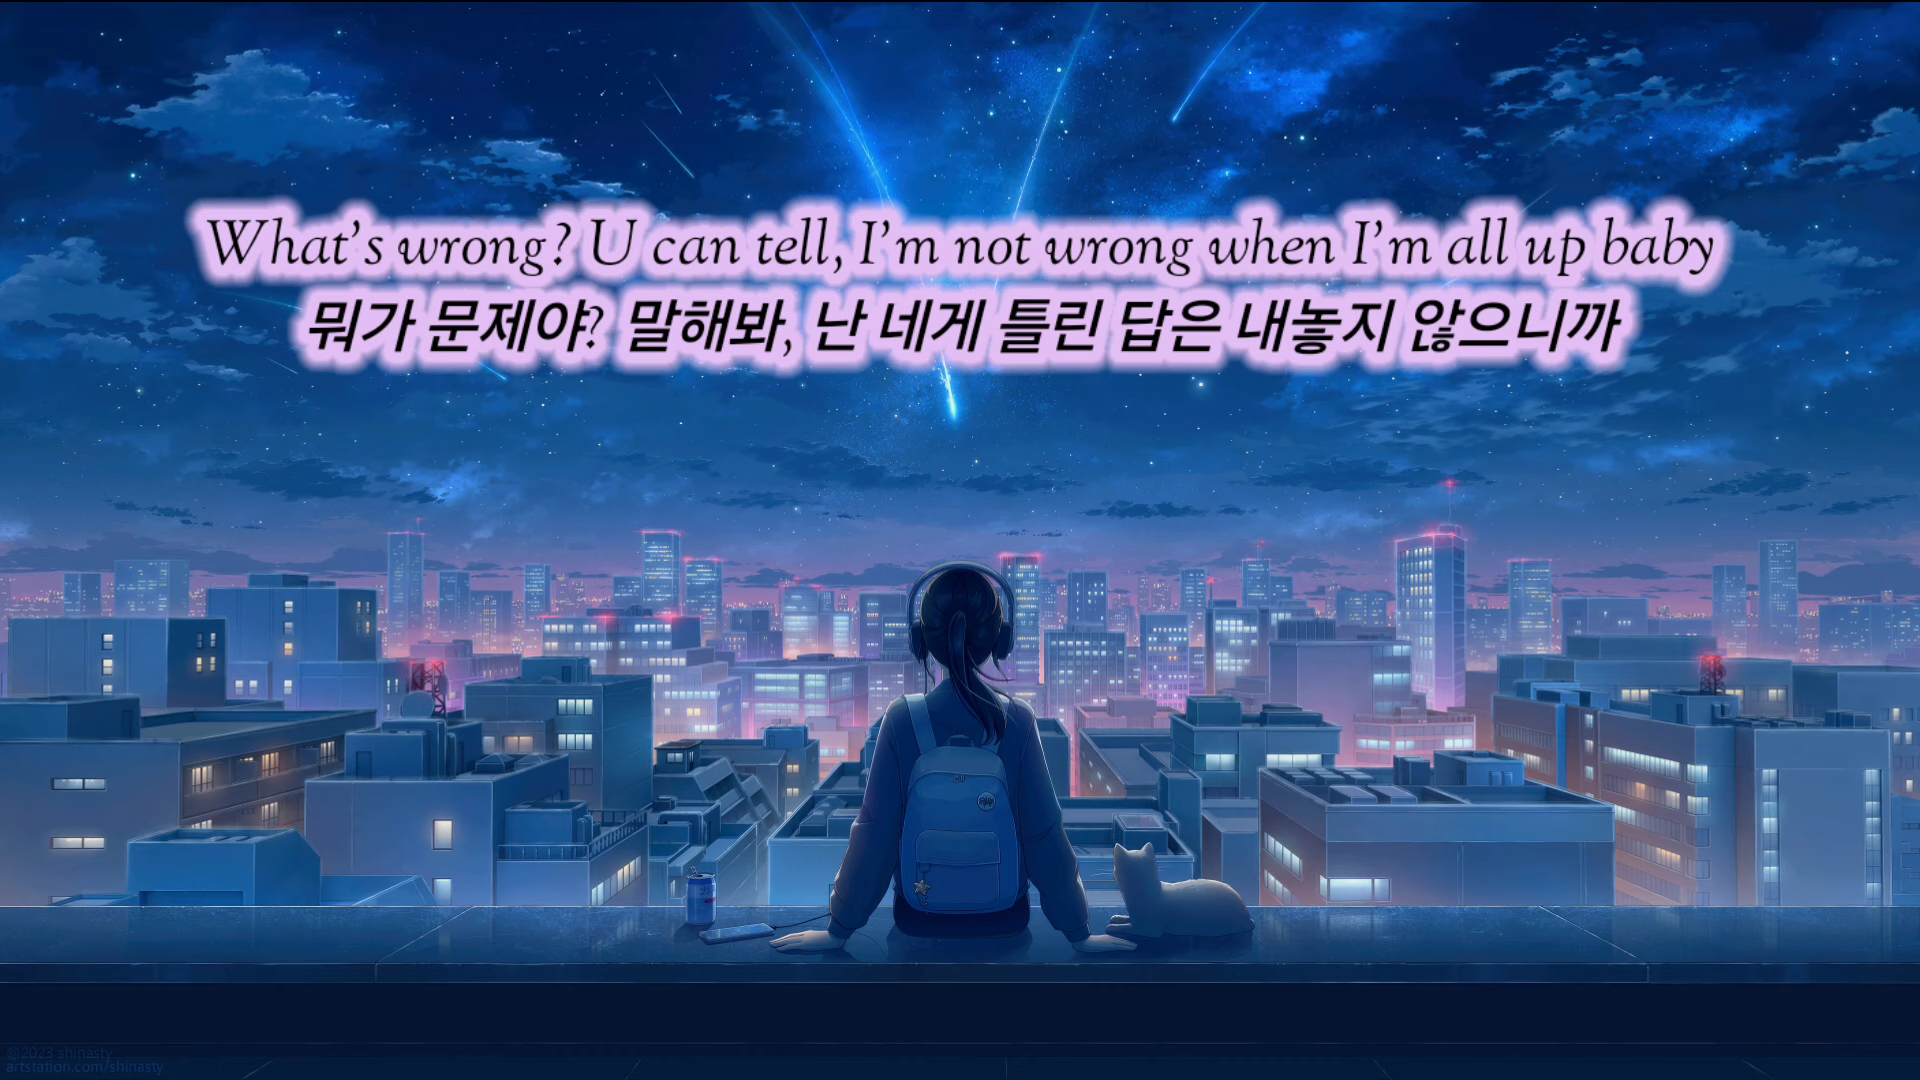 What’s wrong? U can tell, I’m not wrong when I’m all up baby
뭐가 문제야? 말해봐, 난 네게 틀린 답은 내놓지 않으니까
©2023 shinasty
artstation.com/shinasty